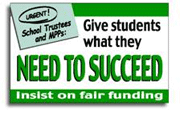 URGENT!
School Trustees
and MPPs:
Give students
what they
NEED TO SUCCEED
Insist on fair funding